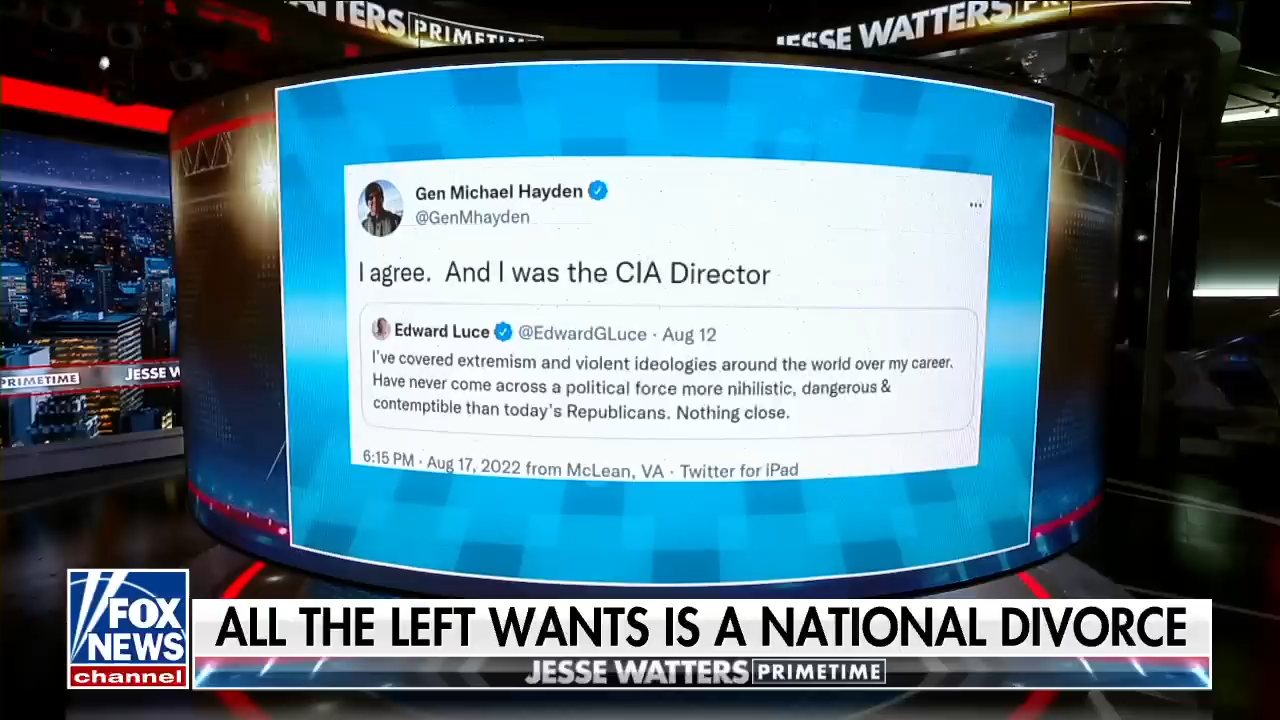 TTERS PRIMETIME
JESSE WATTERS PR
Gen Michael Hayden
@GenMhayden
I agree. And I was the CIA Director
Edward Luce @EdwardGLuce · Aug 12
I've covered extremism and violent ideologies around the world over my career.
Have never come across a political force more nihilistic, dangerous &
contemptible than today's Republicans. Nothing close.
6:15 PM · Aug 17, 2022 from McLean, VA · Twitter for iPad
PRIMETIME JESSE W
FOX
NEWS
channel
ALL THE LEFT WANTS IS A NATIONAL DIVORCE
JESSE WATTERS PRIMETIME